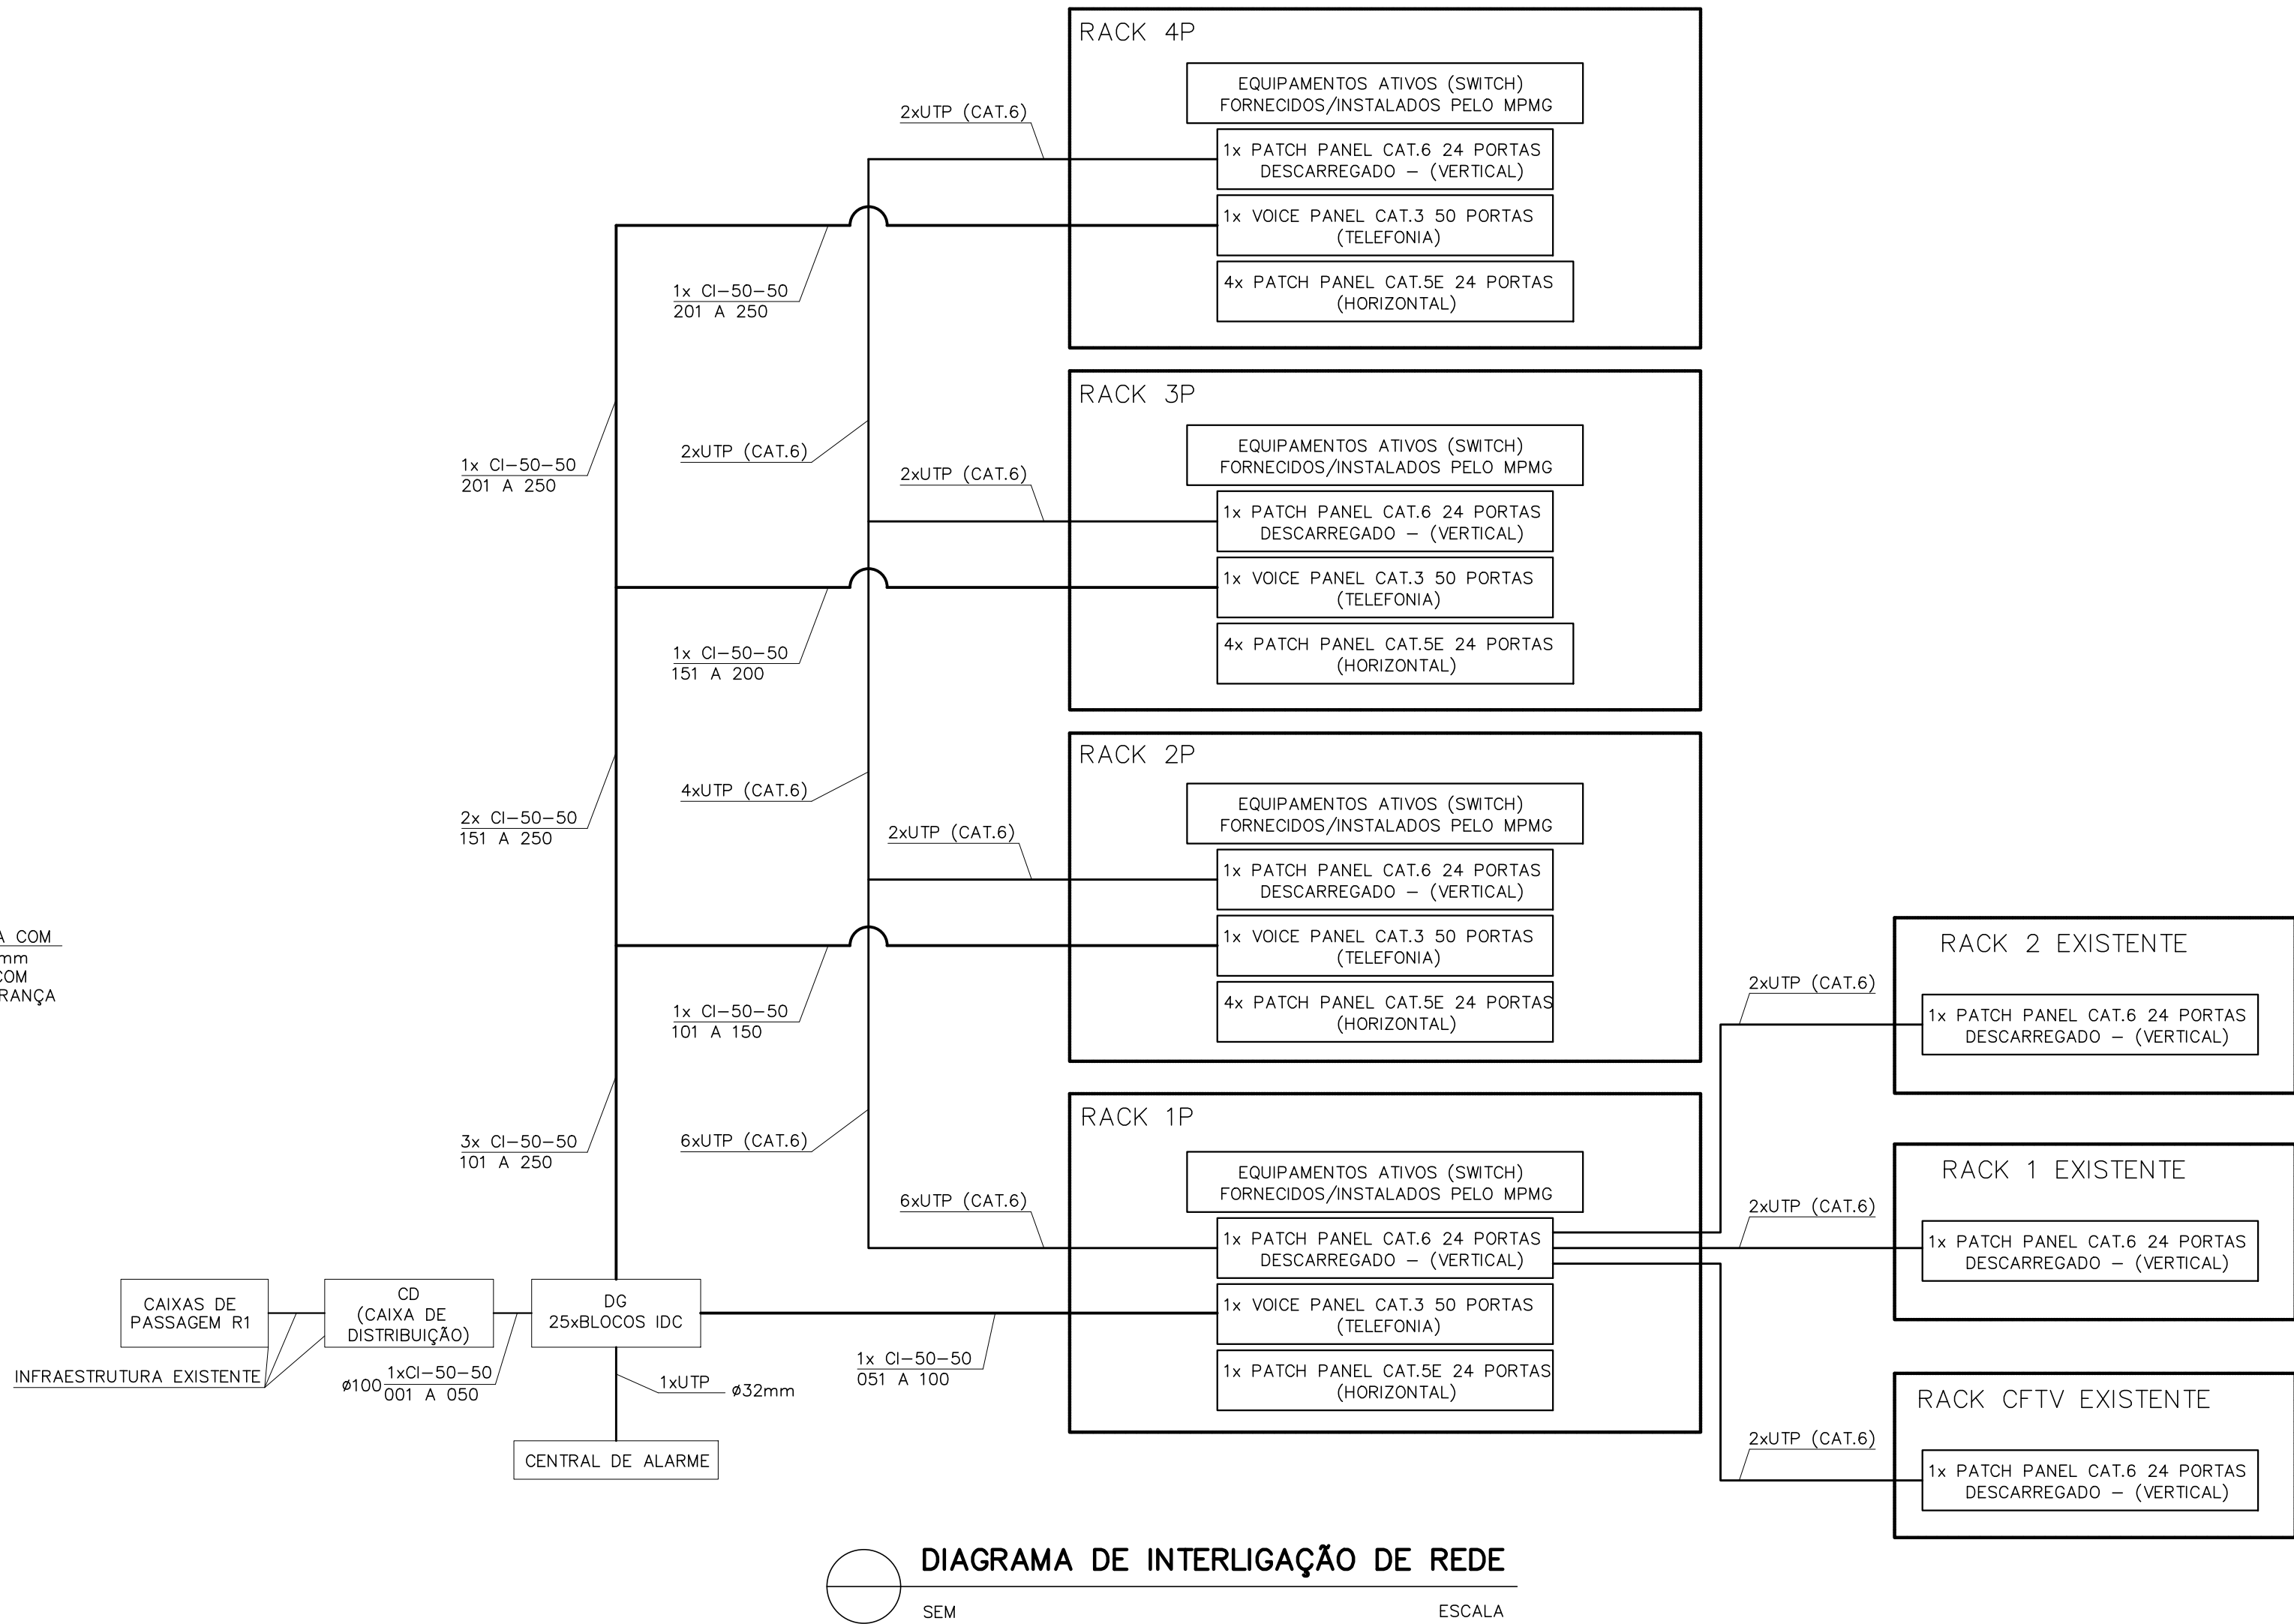 RACK 4P
EQUIPAMENTOS ATIVOS (SWITCH)
FORNECIDOS/INSTALADOS PELO MPMG
2xUTP (CAT.6)
1x PATCH PANEL CAT.6 24 PORTAS
DESCARREGADO – (VERTICAL)
1x VOICE PANEL CAT.3 50 PORTAS
(TELEFONIA)
4x PATCH PANEL CAT.5E 24 PORTAS
(HORIZONTAL)
1x CI–50–50
201 A 250
RACK 3P
EQUIPAMENTOS ATIVOS (SWITCH)
FORNECIDOS/INSTALADOS PELO MPMG
2xUTP (CAT.6)
1x CI–50–50
201 A 250
2xUTP (CAT.6)
1x PATCH PANEL CAT.6 24 PORTAS
DESCARREGADO – (VERTICAL)
1x VOICE PANEL CAT.3 50 PORTAS
(TELEFONIA)
4x PATCH PANEL CAT.5E 24 PORTAS
(HORIZONTAL)
1x CI–50–50
151 A 200
RACK 2P
EQUIPAMENTOS ATIVOS (SWITCH)
FORNECIDOS/INSTALADOS PELO MPMG
4xUTP (CAT.6)
2x CI–50–50
151 A 250
2xUTP (CAT.6)
1x PATCH PANEL CAT.6 24 PORTAS
DESCARREGADO – (VERTICAL)
1x VOICE PANEL CAT.3 50 PORTAS
(TELEFONIA)
4x PATCH PANEL CAT.5E 24 PORTAS
(HORIZONTAL)
1x CI–50–50
101 A 150
A COM
mm
COM
RANÇA
RACK 2 EXISTENTE
2xUTP (CAT.6)
1x PATCH PANEL CAT.6 24 PORTAS
DESCARREGADO – (VERTICAL)
RACK 1P
EQUIPAMENTOS ATIVOS (SWITCH)
FORNECIDOS/INSTALADOS PELO MPMG
6xUTP (CAT.6)
3x CI–50–50
101 A 250
6xUTP (CAT.6)
1x PATCH PANEL CAT.6 24 PORTAS
DESCARREGADO – (VERTICAL)
1x VOICE PANEL CAT.3 50 PORTAS
(TELEFONIA)
1x PATCH PANEL CAT.5E 24 PORTAS
(HORIZONTAL)
RACK 1 EXISTENTE
2xUTP (CAT.6)
1x PATCH PANEL CAT.6 24 PORTAS
DESCARREGADO – (VERTICAL)
CAIXAS DE
PASSAGEM R1
CD
(CAIXA DE
DISTRIBUIÇÃO)
DG
25xBLOCOS IDC
INFRAESTRUTURA EXISTENTE
ø100 1xCI–50–50
001 A 050
1xUTP ø32mm
1x CI–50–50
051 A 100
CENTRAL DE ALARME
RACK CFTV EXISTENTE
2xUTP (CAT.6)
1x PATCH PANEL CAT.6 24 PORTAS
DESCARREGADO – (VERTICAL)
DIAGRAMA DE INTERLIGAÇÃO DE REDE
SEM ESCALA